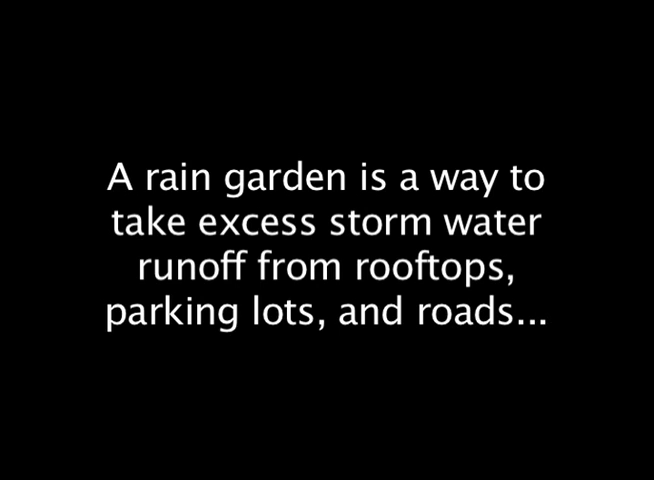 A rain garden is a way to
take excess storm water
runoff from rooftops,
parking lots, and roads...